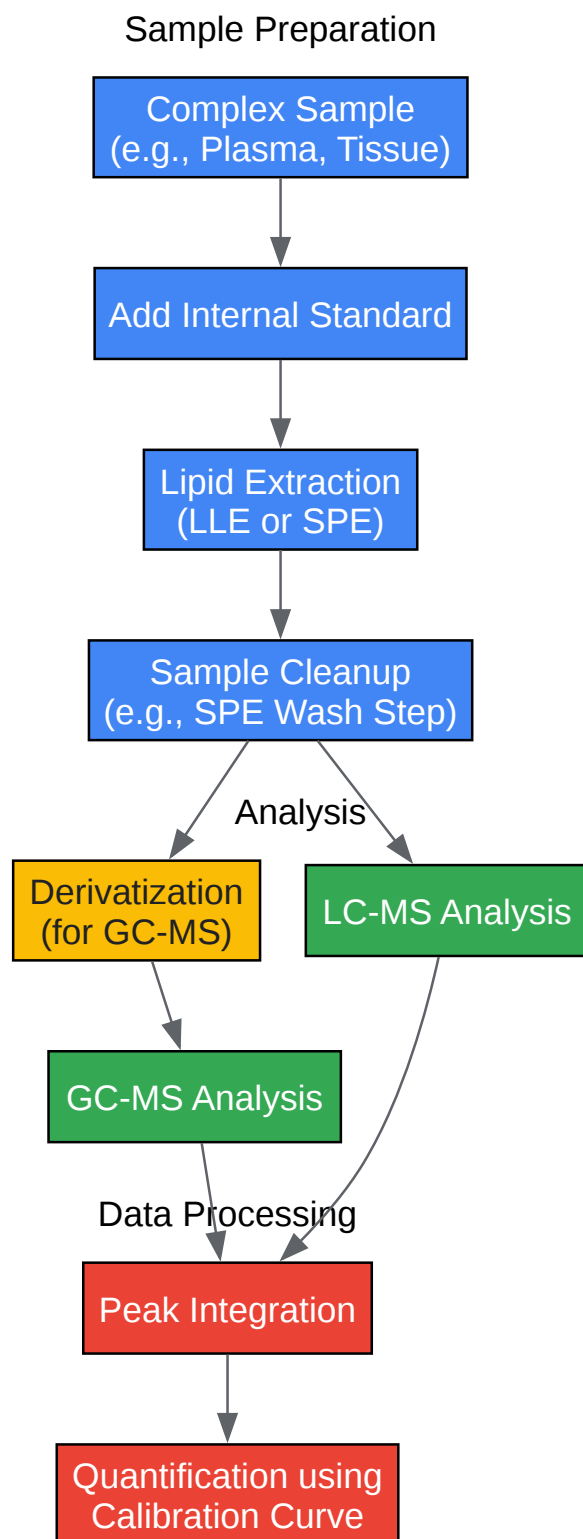 Sample Preparation
Complex Sample
(e.g., Plasma, Tissue)
Add Internal Standard
Lipid Extraction
(LLE or SPE)
Sample Cleanup
(e.g., SPE Wash Step)
Analysis
Derivatization
(for GC-MS)
LC-MS Analysis
GC-MS Analysis
Data Processing
Peak Integration
Quantification using
Calibration Curve